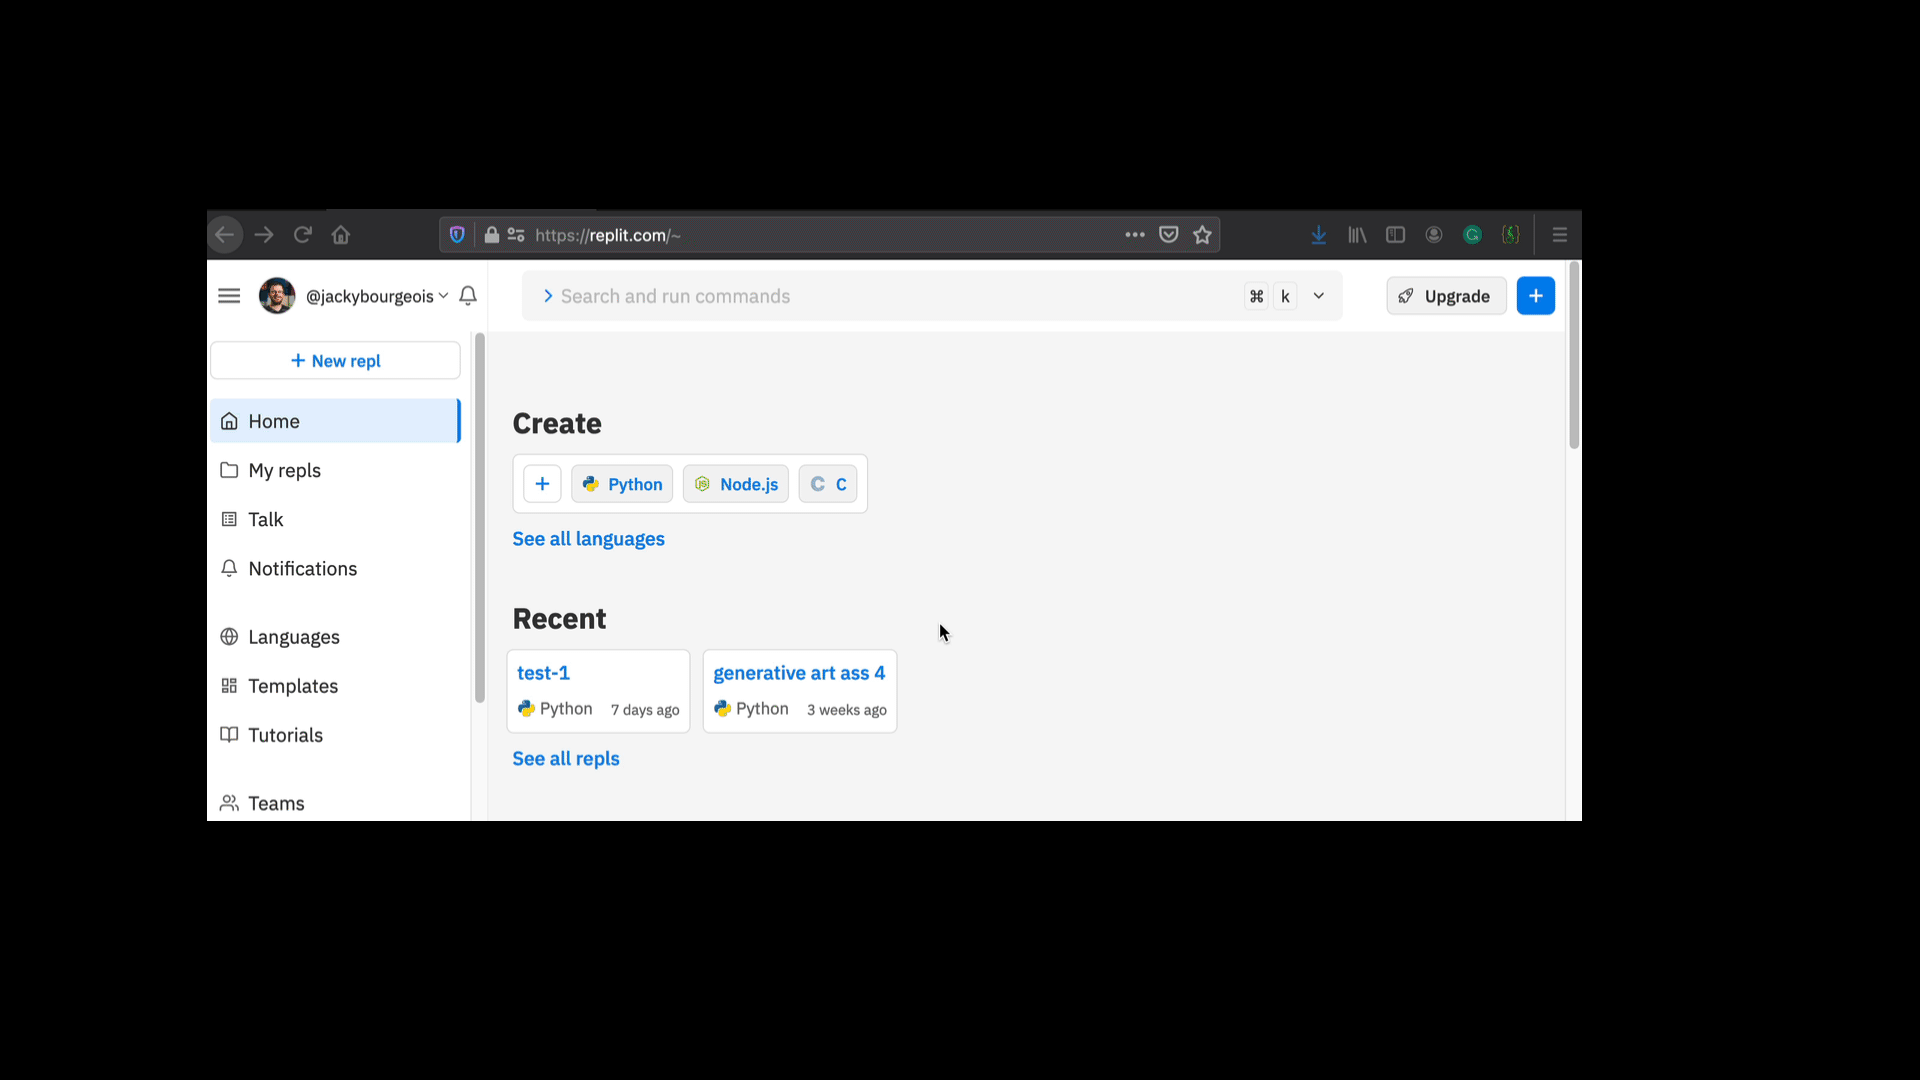 https://replit.com/~
@jackybourgeois
Search and run commands
⌘ k
Upgrade
+ New repl
Home
My repls
Talk
Notifications
Languages
Templates
Tutorials
Teams
Create
+ Python Node.js C C
See all languages
Recent
test-1
Python 7 days ago
generative art ass 4
Python 3 weeks ago
See all repls